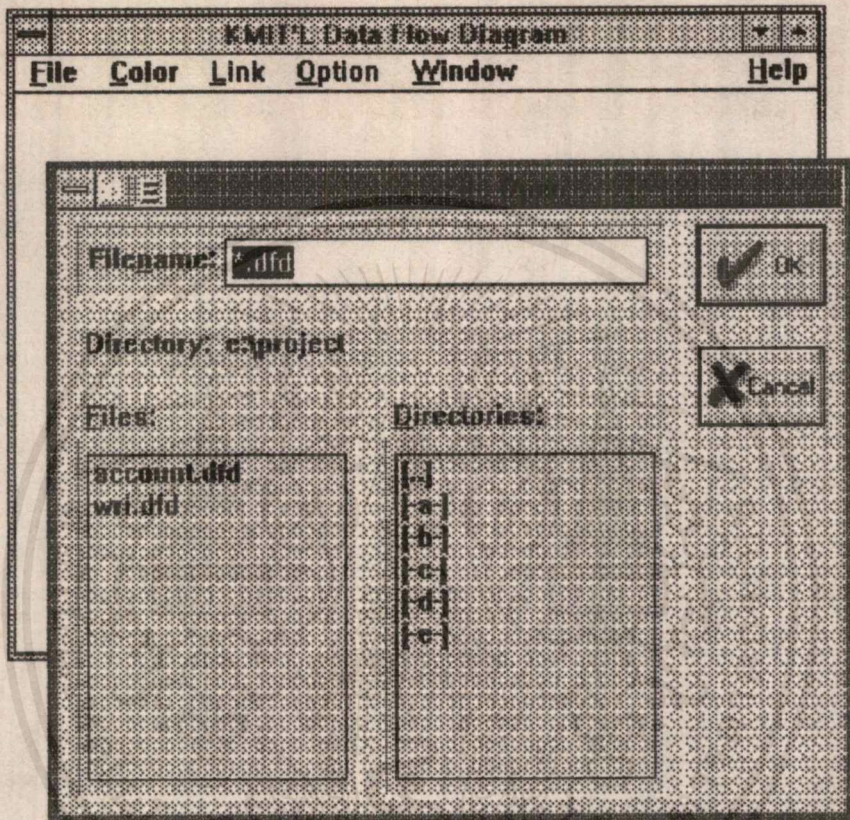 KMIT'L Data Flow Diagram
File Color Link Option Window Help
Filename: *.dfd
OK
Directory: c:\project
Cancel
Files: Directories:
account.dfd
wri.dfd
[..]
[-a-]
[-b-]
[-c-]
[-d-]
[-e-]